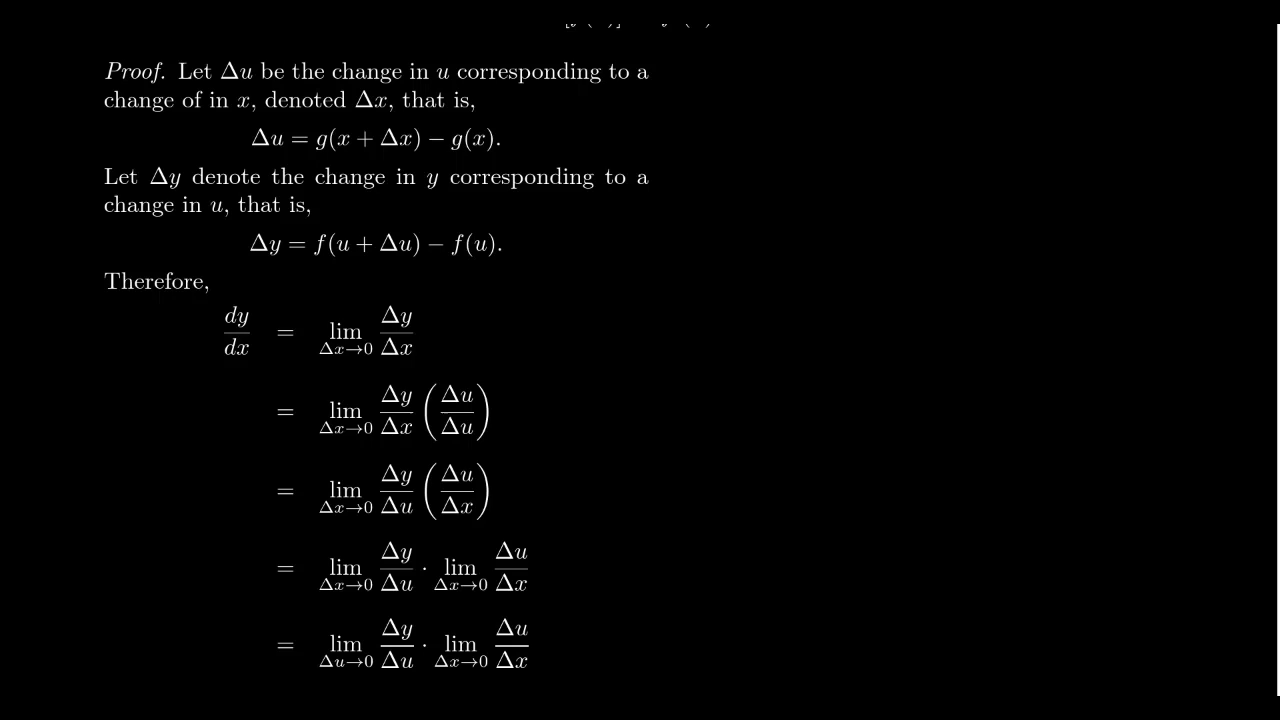 Proof. Let Δu be the change in u corresponding to a
change of in x, denoted Δx, that is,
Δu = g(x + Δx) − g(x).
Let Δy denote the change in y corresponding to a
change in u, that is,
Δy = f(u + Δu) − f(u).
Therefore,
dy/dx = lim_{Δx→0} Δy/Δx
= lim_{Δx→0} Δy/Δx (Δu/Δu)
= lim_{Δx→0} Δy/Δu (Δu/Δx)
= lim_{Δx→0} Δy/Δu · lim_{Δx→0} Δu/Δx
= lim_{Δu→0} Δy/Δu · lim_{Δx→0} Δu/Δx